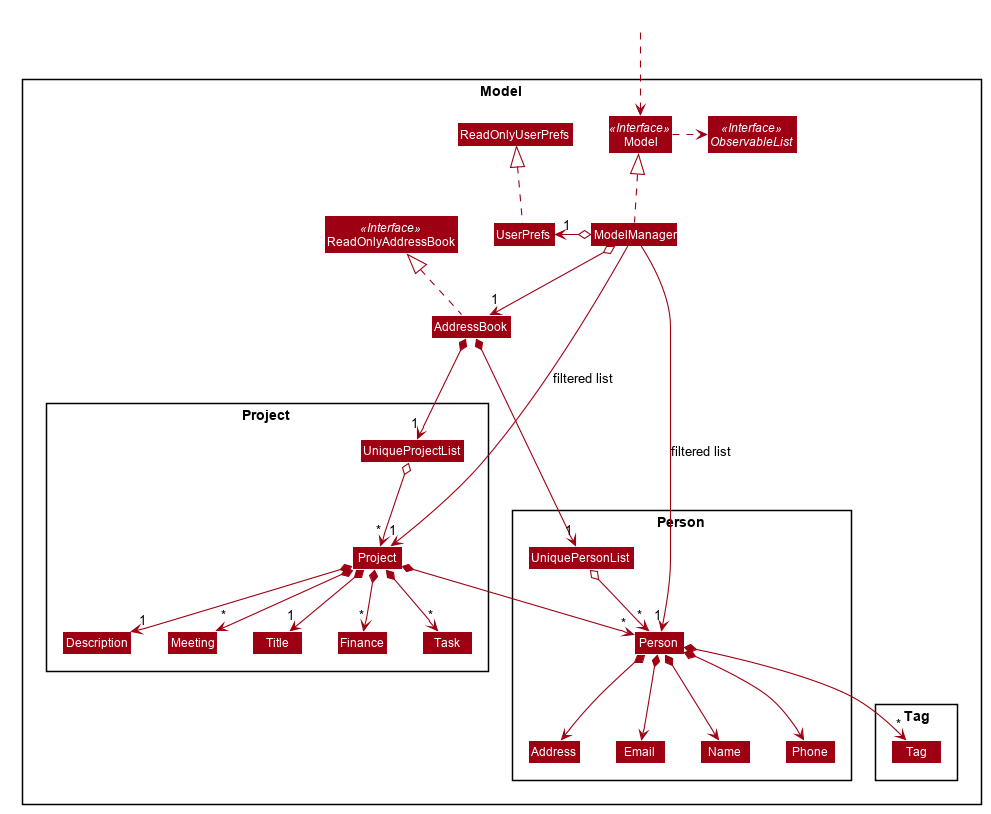 Model
ReadOnlyUserPrefs
«Interface»
Model
«Interface»
ObservableList
«Interface»
ReadOnlyAddressBook
UserPrefs
1
ModelManager
1
AddressBook
filtered list
Project
1
UniqueProjectList
filtered list
* 1
Project
Person
1
UniquePersonList
1
*
1
*
*
*
* 1
Description
Meeting
Title
Finance
Task
Person
Tag
*
Address
Email
Name
Phone
Tag